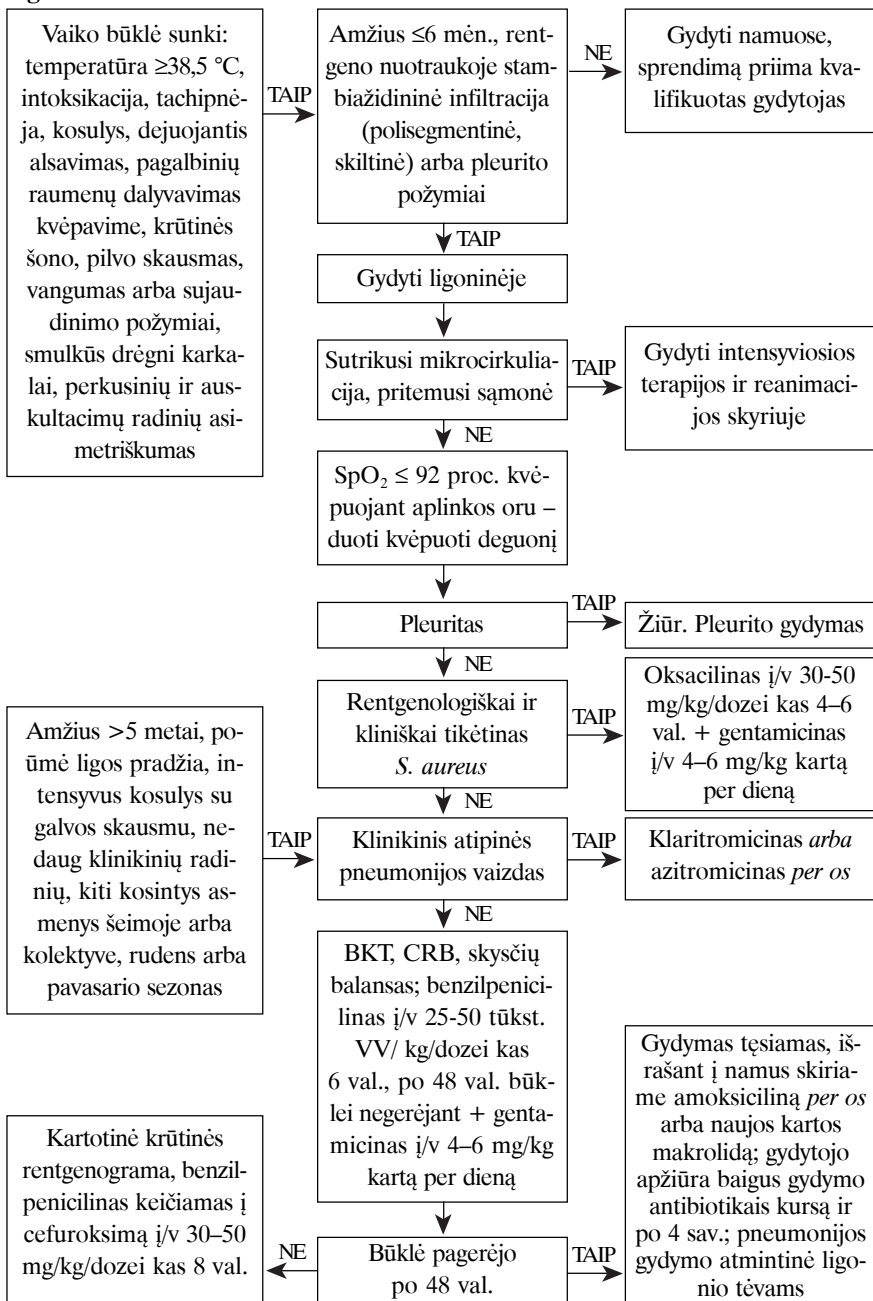 Vaiko būklė sunki:
temperatūra ≥38,5 °C,
intoksikacija, tachipnė-
ja, kosulys, dejuojantis
alsavimas, pagalbinių
raumenų dalyvavimas
kvėpavime, krūtinės
šono, pilvo skausmas,
vangumas arba sujau-
dinimo požymiai,
smulkūs drėgni karka-
lai, perkusinių ir aus-
kultacimų radinių asi-
metriškumas
TAIP
Amžius ≤6 mėn., rent-
geno nuotraukoje stam-
biažidininė infiltracija
(polisegmentinė,
skiltinė) arba pleurito
požymiai
NE
Gydyti namuose,
sprendimą priima kva-
lifikuotas gydytojas
TAIP
Gydyti ligoninėje
Sutrikusi mikrocirkulia-
cija, pritemusi sąmonė
TAIP
Gydyti intensyviosios
terapijos ir reanimaci-
jos skyriuje
NE
SpO₂ ≤ 92 proc. kvė-
puojant aplinkos oru –
duoti kvėpuoti deguonį
Pleuritas
TAIP
Žiūr. Pleurito gydymas
NE
Rentgenologiškai ir
kliniškai tikėtinas
S. aureus
TAIP
Oksacilinas į/v 30-50
mg/kg/dozei kas 4–6
val. + gentamicinas
į/v 4–6 mg/kg kartą
per dieną
NE
Amžius >5 metai, po-
ūmė ligos pradžia, in-
tensyvus kosulys su
galvos skausmu, ne-
daug klinikinių radi-
nių, kiti kosintys as-
menys šeimoje arba
kolektyve, rudens arba
pavasario sezonas
TAIP
Klinikinis atipinės
pneumonijos vaizdas
TAIP
Klaritromicinas arba
azitromicinas per os
NE
BKT, CRB, skysčių
balansas; benzilpenici-
linas į/v 25-50 tūkst.
VV/ kg/dozei kas
6 val., po 48 val. būk-
lei negerėjant + genta-
micinas į/v 4–6 mg/kg
kartą per dieną
Būklė pagerėjo
po 48 val.
NE
Kartotinė krūtinės
rentgenograma, benzil-
penicilinas keičiamas į
cefuroksimą į/v 30–50
mg/kg/dozei kas 8 val.
TAIP
Gydymas tęsiamas, iš-
rašant į namus skiria-
me amoksiciliną per os
arba naujos kartos
makrolidą; gydytojo
apžiūra baigus gydymo
antibiotikais kursą ir
po 4 sav.; pneumonijos
gydymo atmintinė ligo-
nio tėvams